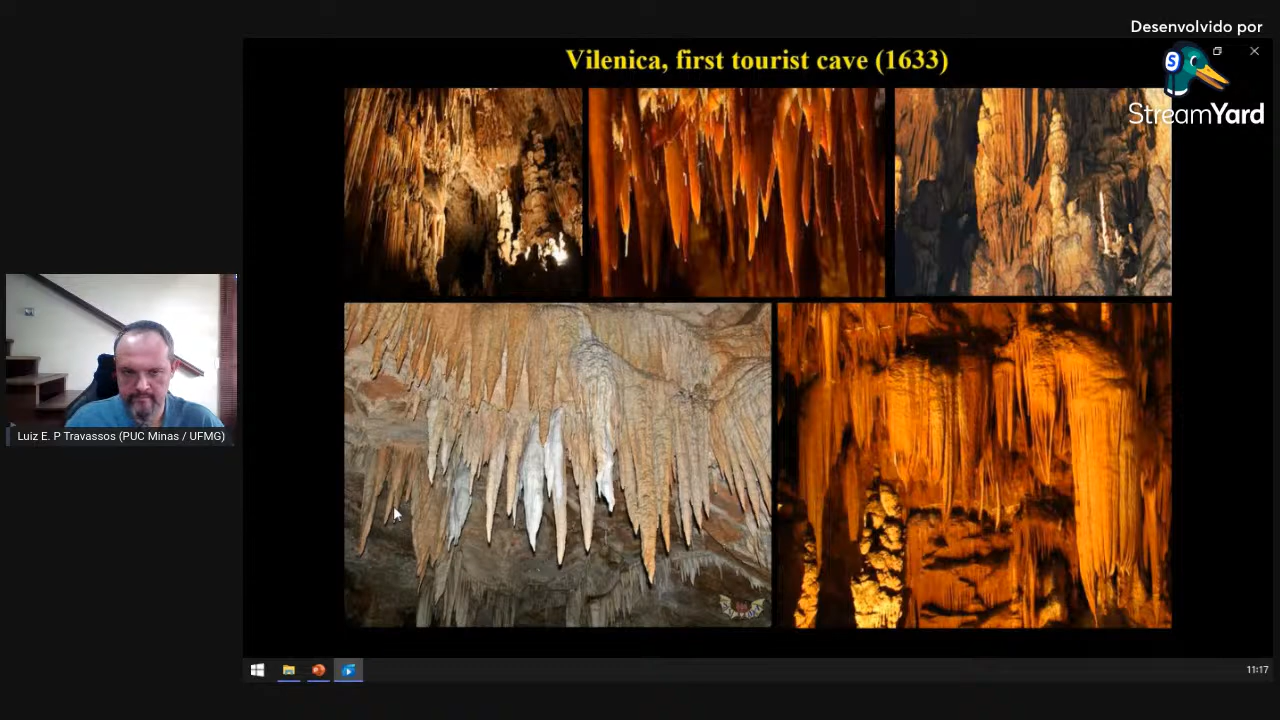 Desenvolvido por
StreamYard
Vilenica, first tourist cave (1633)
Luiz E. P Travassos (PUC Minas / UFMG)
11:17